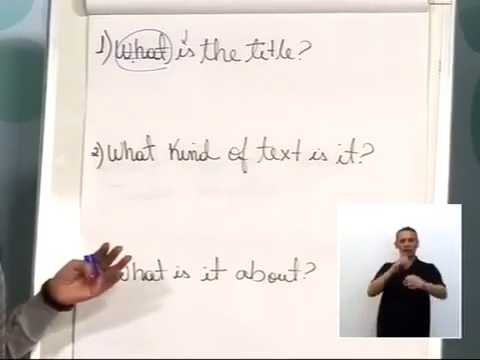 1) What is the title?
2) What kind of text is it?
What is it about?